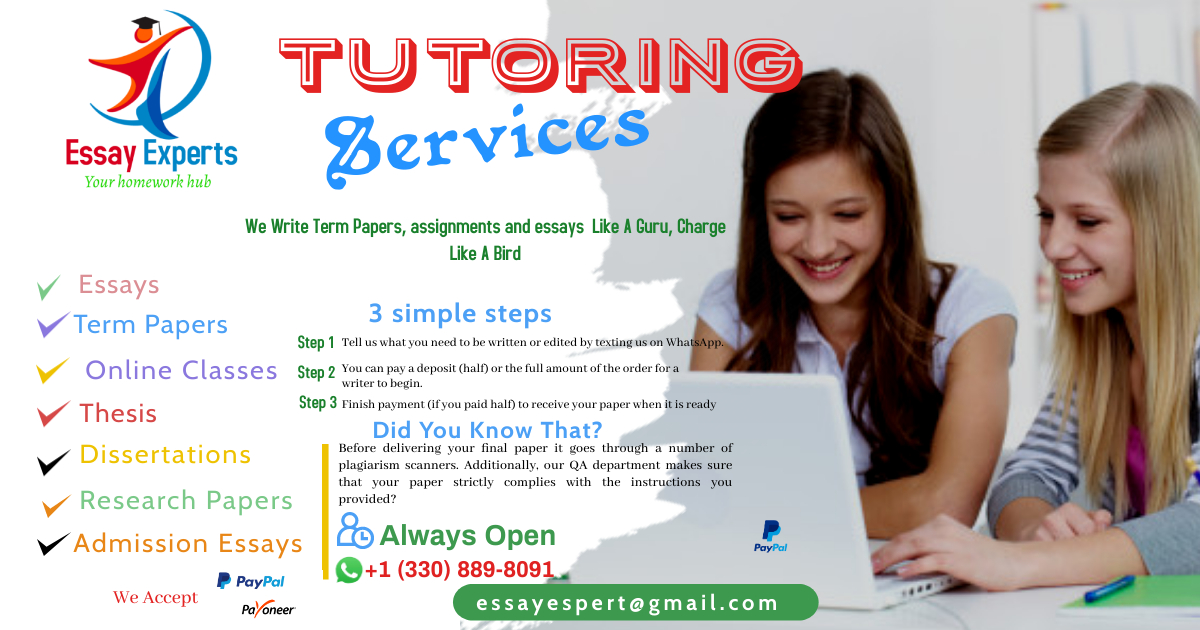 Essay Experts
Your homework hub
TUTORING
Services
We Write Term Papers, assignments and essays Like A Guru, Charge
Like A Bird
Essays
Term Papers
Online Classes
Thesis
Dissertations
Research Papers
Admission Essays
We Accept
PayPal
Payoneer
3 simple steps
Step 1 Tell us what you need to be written or edited by texting us on WhatsApp.
Step 2 You can pay a deposit (half) or the full amount of the order for a
writer to begin.
Step 3 Finish payment (if you paid half) to receive your paper when it is ready
Did You Know That?
Before delivering your final paper it goes through a number of
plagiarism scanners. Additionally, our QA department makes sure
that your paper strictly complies with the instructions you
provided?
Always Open
+1 (330) 889-8091
essayespert@gmail.com
PayPal